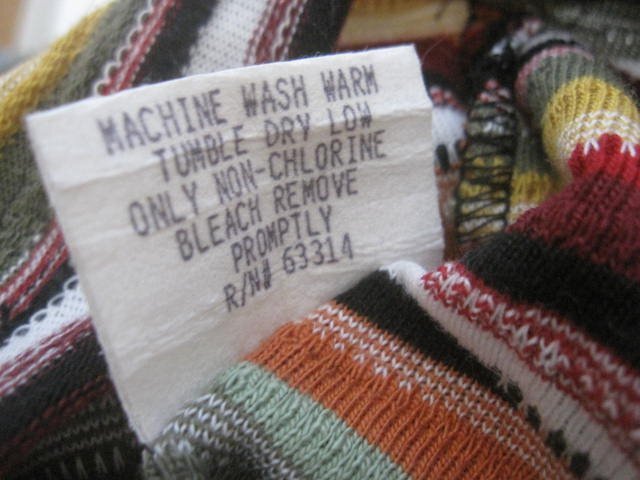 MACHINE WASH WARM
TUMBLE DRY LOW
ONLY NON-CHLORINE
BLEACH REMOVE
PROMPTLY
R/N# 63314